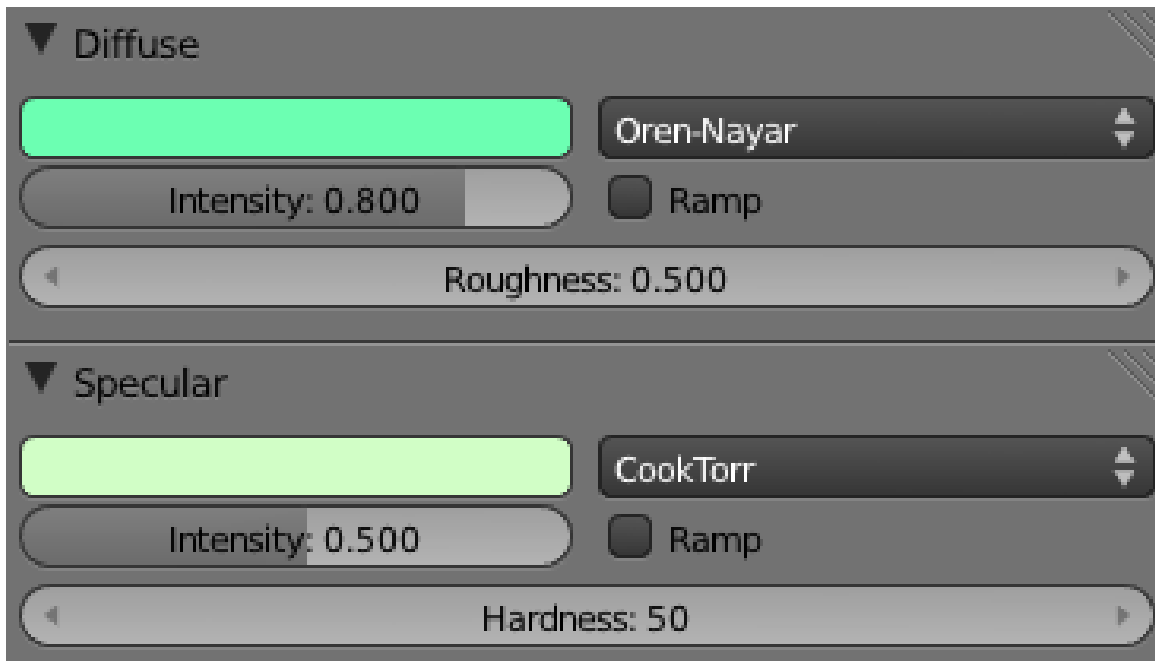 Diffuse
Oren-Nayar
Intensity: 0.800
Ramp
Roughness: 0.500
Specular
CookTorr
Intensity: 0.500
Ramp
Hardness: 50